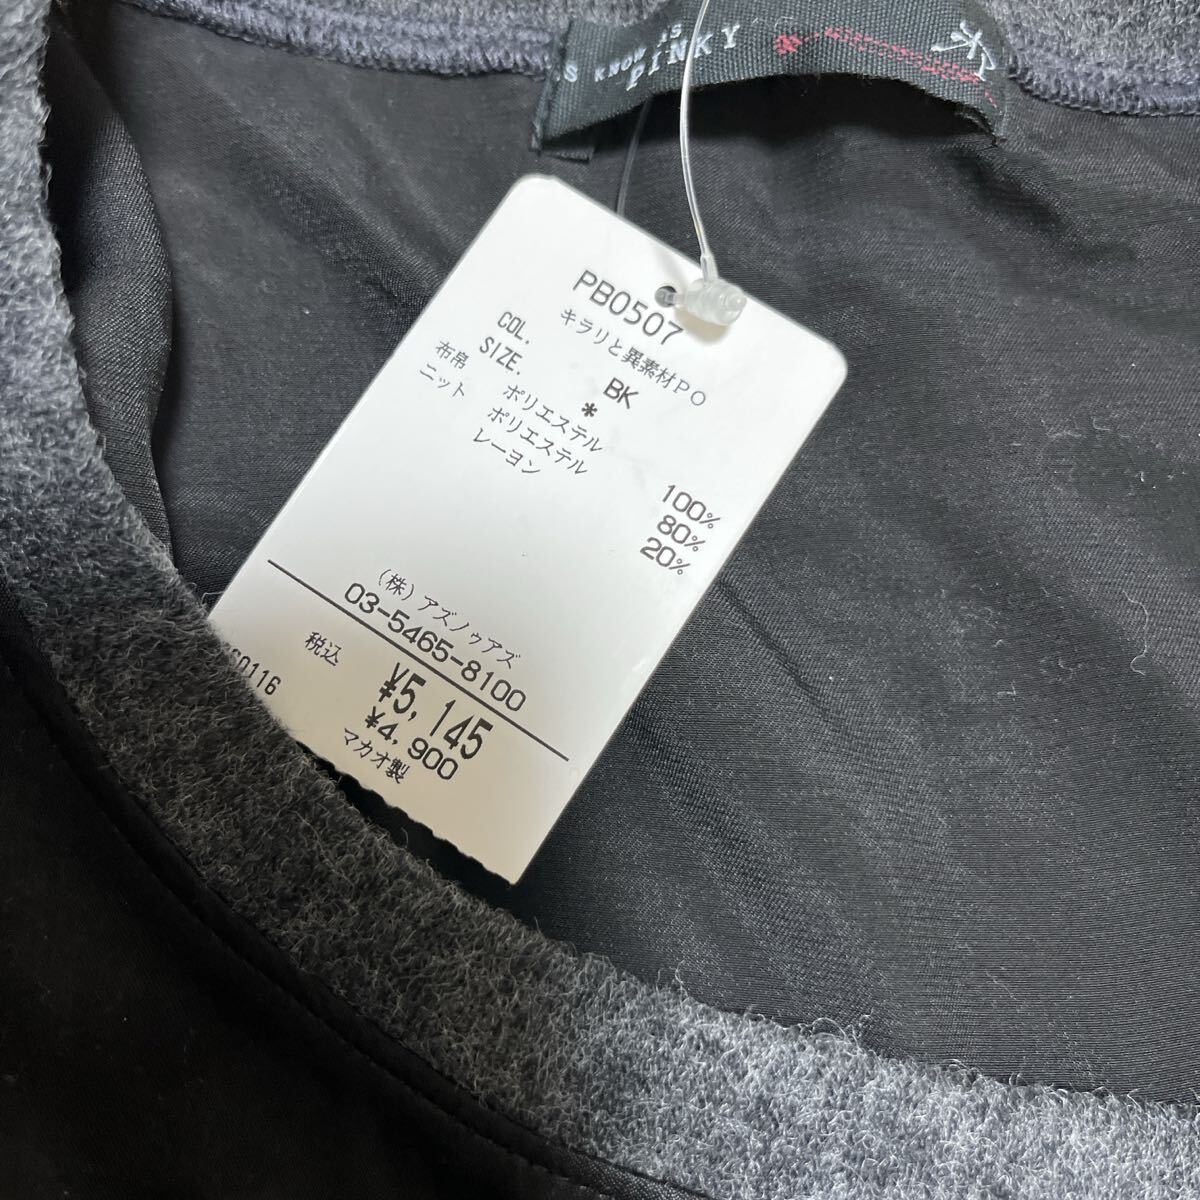 S KNOW AS
PINKY
PB0507
キラリと異素材PO
COL. BK
SIZE. *
布帛 ポリエステル 100%
ニット ポリエステル 80%
レーヨン 20%
(株)アズノゥアズ
03-5465-8100
税込 ¥5,145
¥4,900
0116
マカオ製